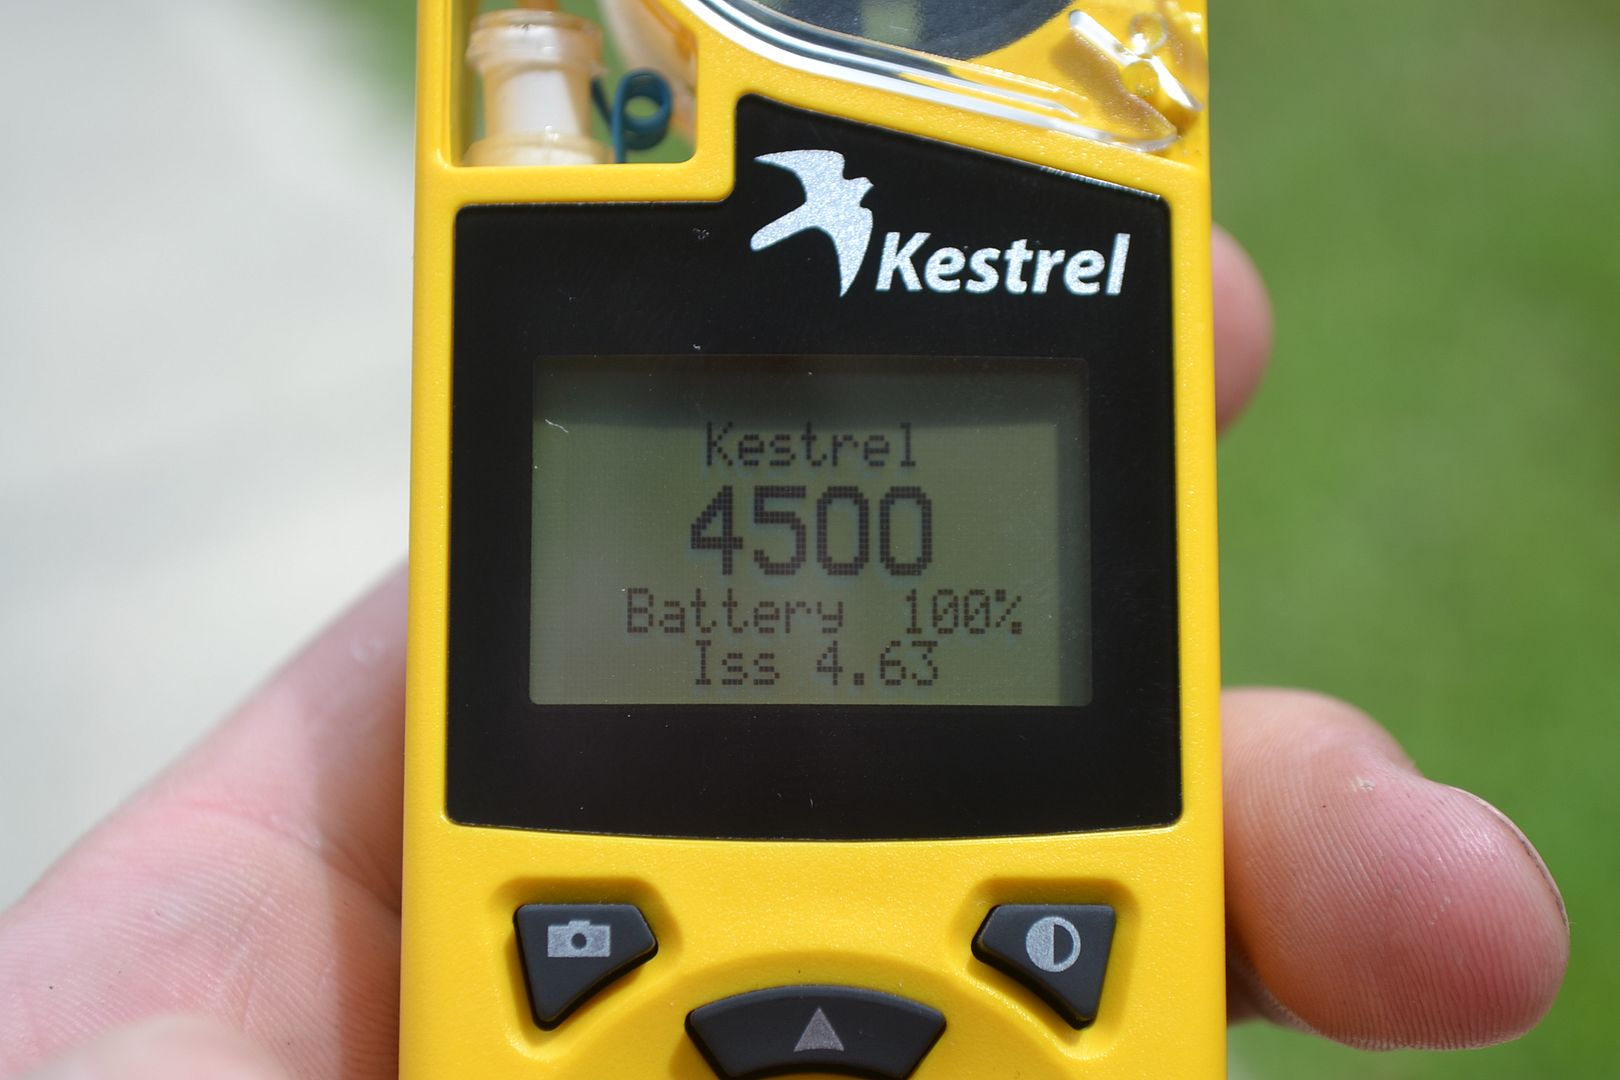 Kestrel
Kestrel
4500
Battery 100%
Iss 4.63